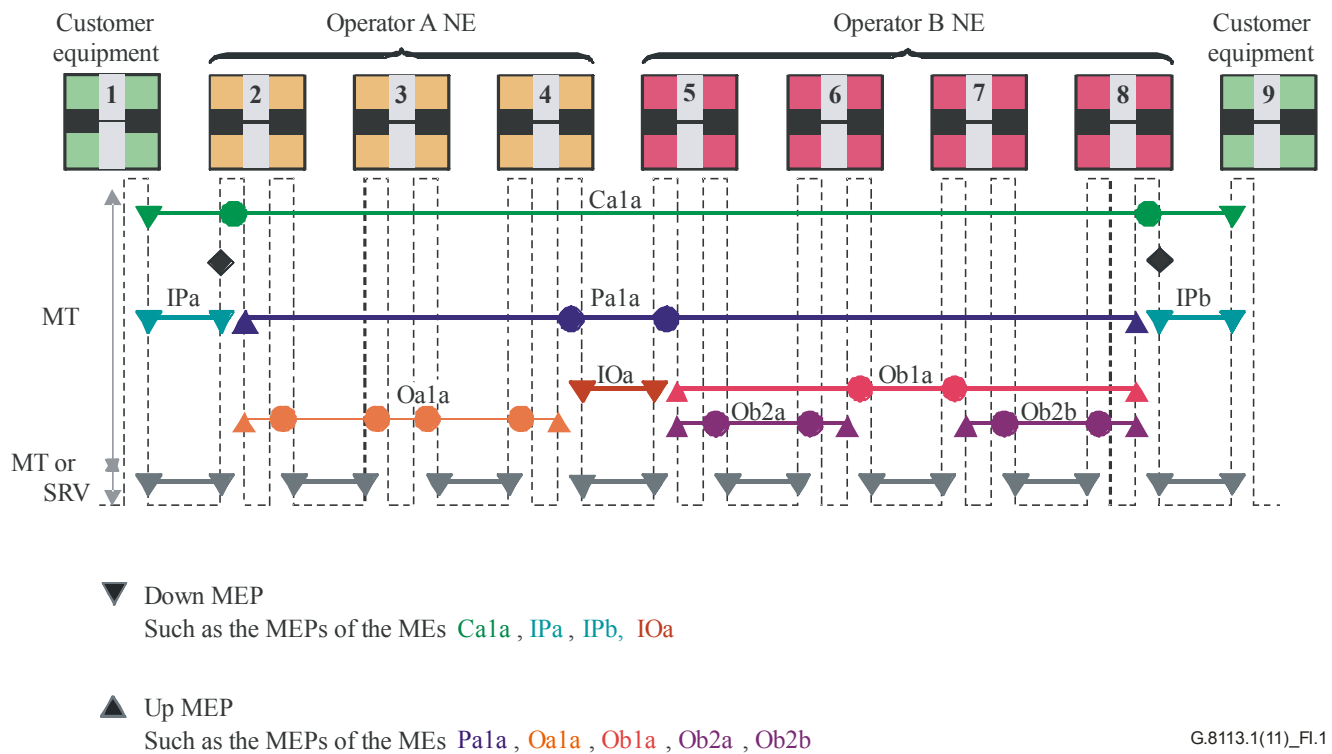 Customer
equipment
Operator A NE
Operator B NE
Customer
equipment
1
2
3
4
5
6
7
8
9
Ca1a
MT
IPa
Pa1a
IPb
IOa
Ob1a
Oa1a
Ob2a
Ob2b
MT or
SRV
Down MEP
Such as the MEPs of the MEs Ca1a , IPa , IPb, IOa
Up MEP
Such as the MEPs of the MEs Pa1a , Oa1a , Ob1a , Ob2a , Ob2b
G.8113.1(11)_FI.1